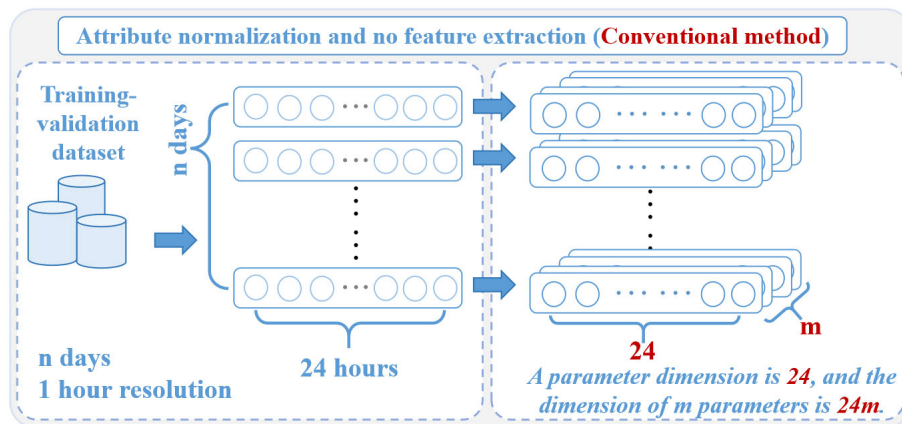 Attribute normalization and no feature extraction (Conventional method)
Training-
validation
dataset
n days
n days
1 hour resolution
24 hours
24
m
A parameter dimension is 24, and the
dimension of m parameters is 24m.